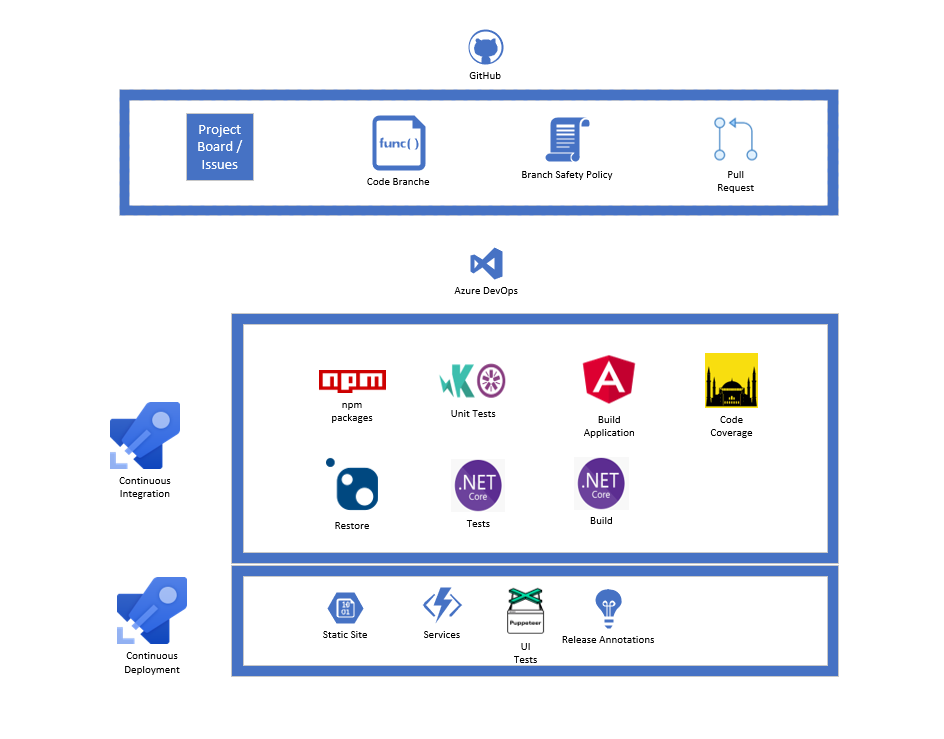 GitHub
Project
Board /
Issues
func( )
Code Branche
Branch Safety Policy
Pull
Request
Azure DevOps
npm
npm
packages
K
Unit Tests
A
Build
Application
Code
Coverage
Continuous
Integration
Restore
.NET
Core
Tests
.NET
Core
Build
10
01
Static Site
Services
Puppeteer
UI
Tests
Release Annotations
Continuous
Deployment